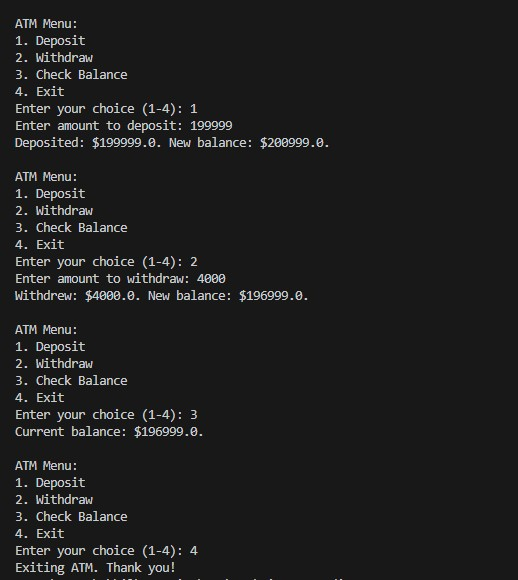 ATM Menu:
1. Deposit
2. Withdraw
3. Check Balance
4. Exit
Enter your choice (1-4): 1
Enter amount to deposit: 199999
Deposited: $199999.0. New balance: $200999.0.
ATM Menu:
1. Deposit
2. Withdraw
3. Check Balance
4. Exit
Enter your choice (1-4): 2
Enter amount to withdraw: 4000
Withdrew: $4000.0. New balance: $196999.0.
ATM Menu:
1. Deposit
2. Withdraw
3. Check Balance
4. Exit
Enter your choice (1-4): 3
Current balance: $196999.0.
ATM Menu:
1. Deposit
2. Withdraw
3. Check Balance
4. Exit
Enter your choice (1-4): 4
Exiting ATM. Thank you!